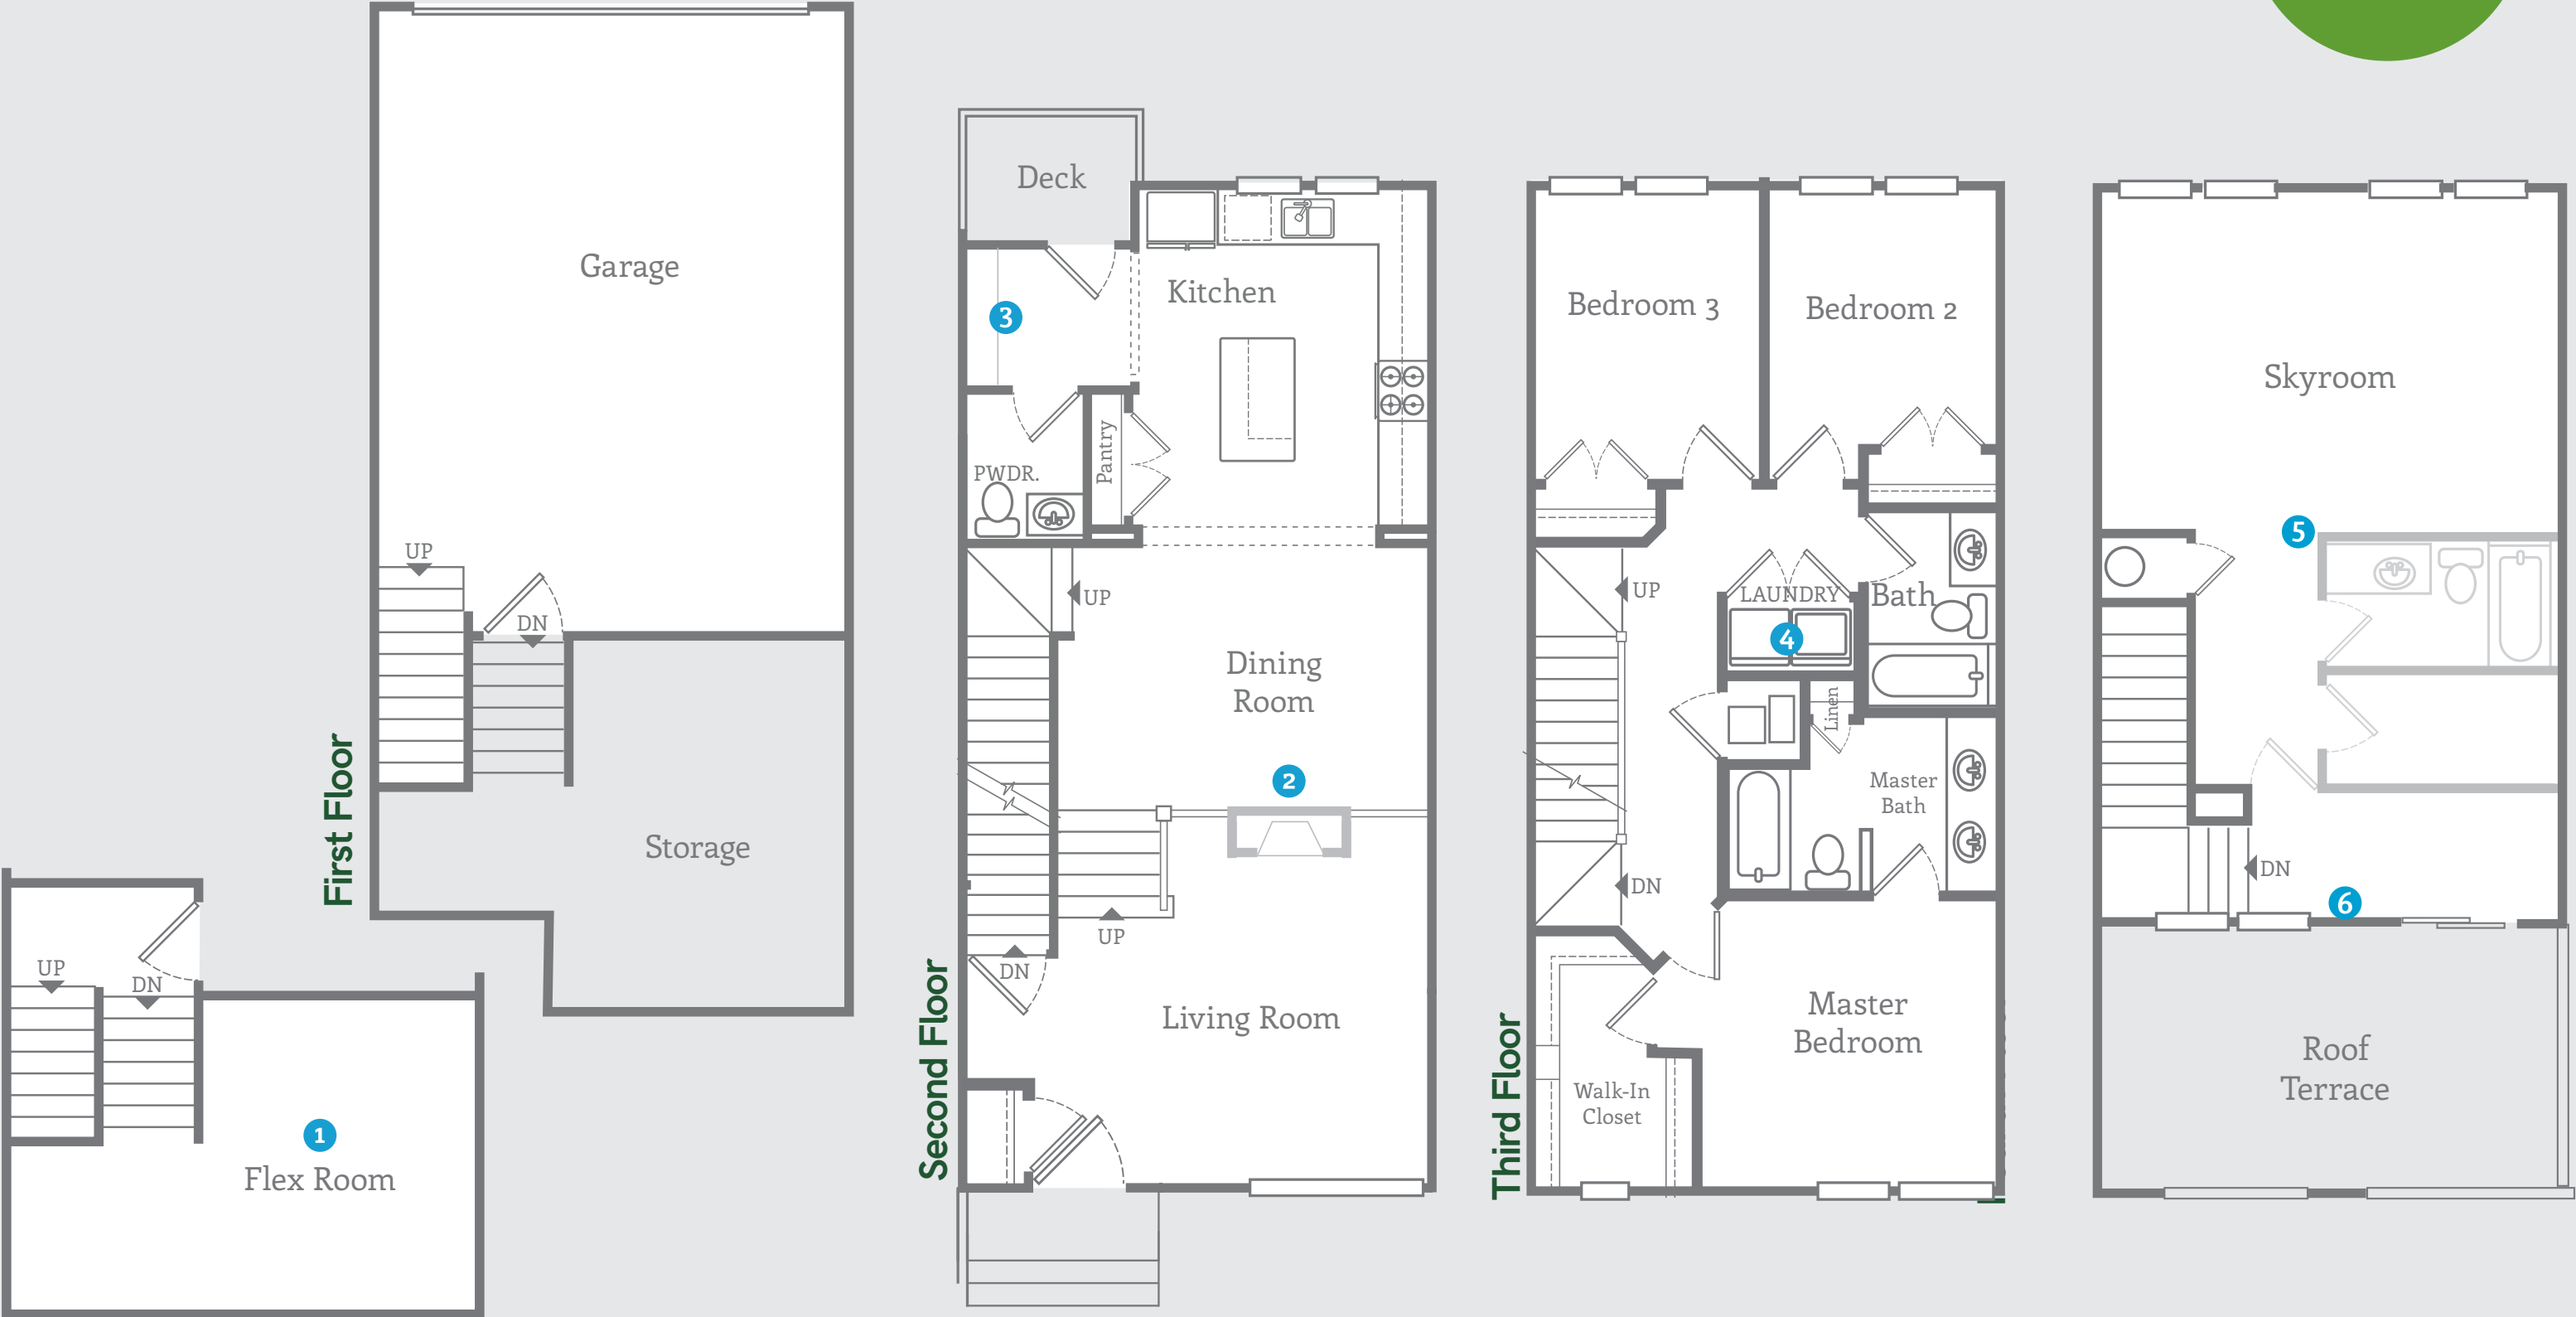 First Floor
Garage
UP
DN
Storage
UP
DN
1
Flex Room
Second Floor
Deck
3
Kitchen
PWDR.
Pantry
UP
Dining
Room
2
UP
DN
Living Room
Third Floor
Bedroom 3
Bedroom 2
UP
LAUNDRY
4
Bath
Linen
Master
Bath
DN
Master
Bedroom
Walk-In
Closet
Skyroom
5
DN
6
Roof
Terrace